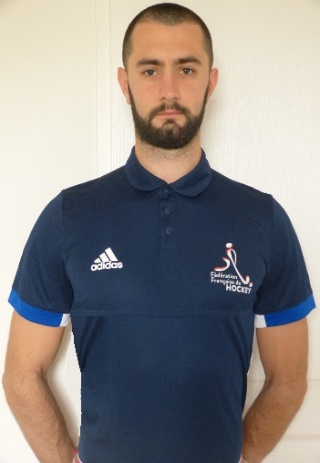 adidas
Fédération
Française de
HOCKEY